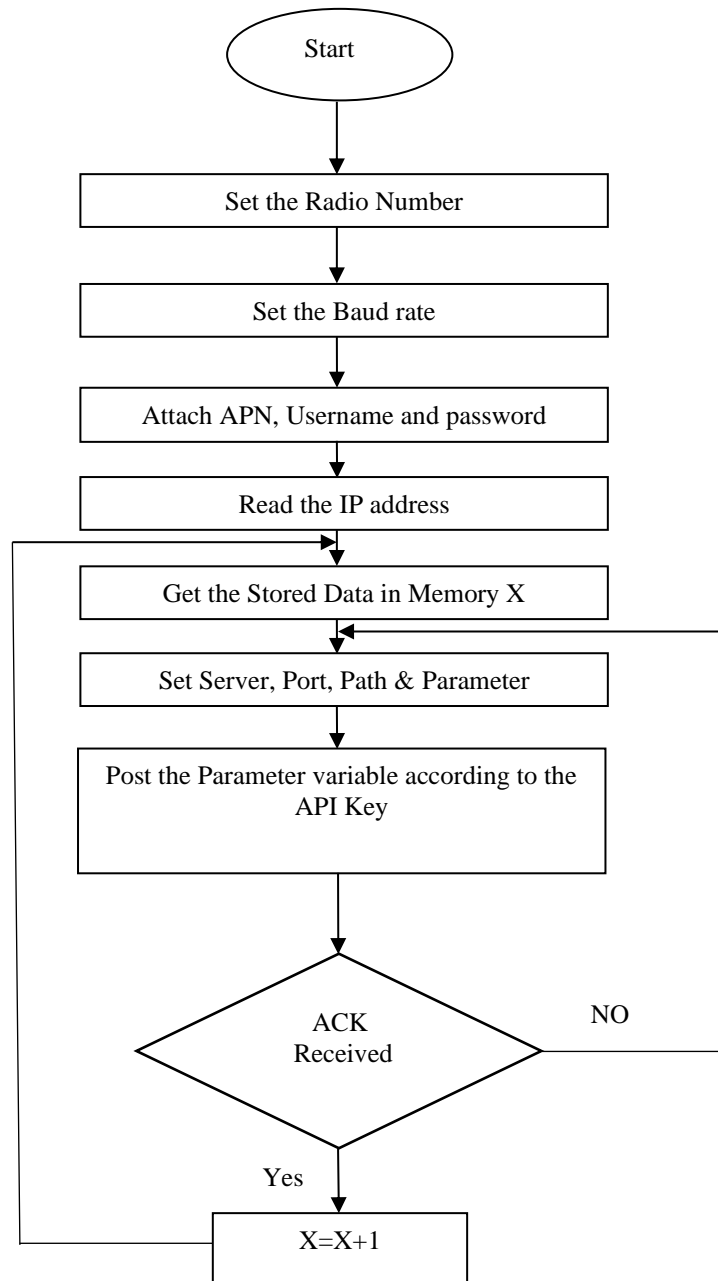 Start
Set the Radio Number
Set the Baud rate
Attach APN, Username and password
Read the IP address
Get the Stored Data in Memory X
Set Server, Port, Path & Parameter
Post the Parameter variable according to the
API Key
ACK
Received
NO
Yes
X=X+1